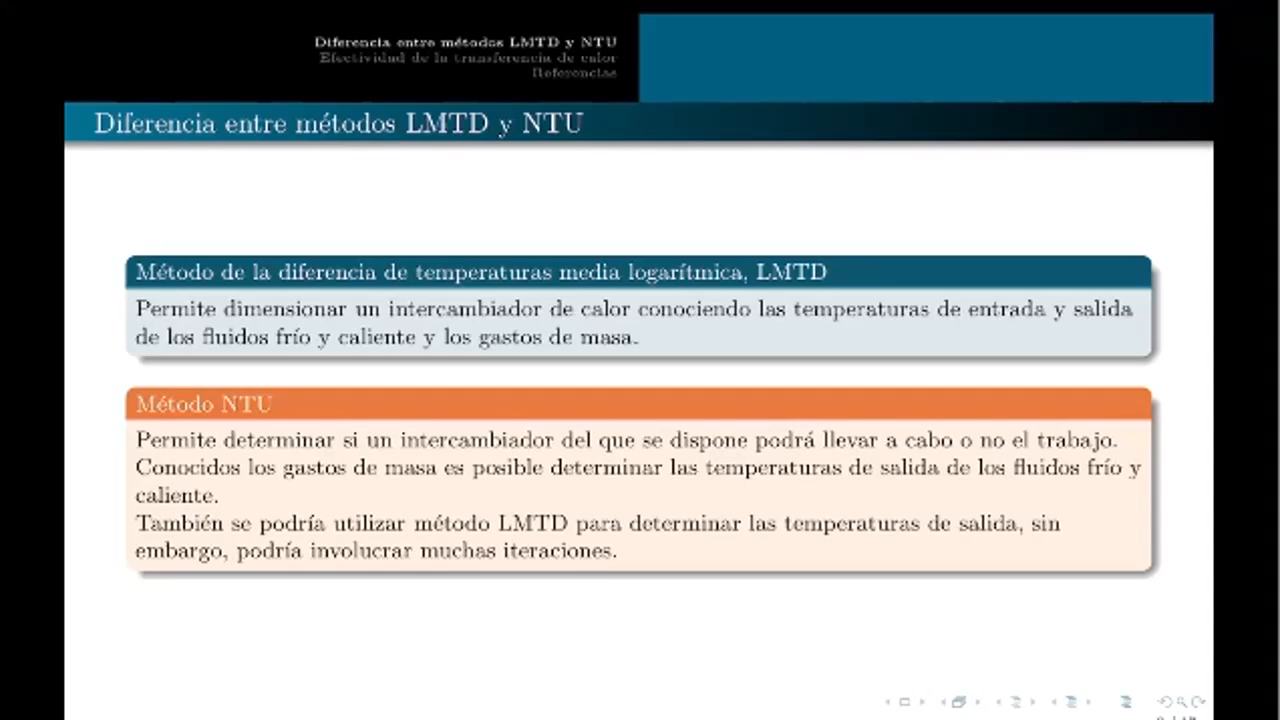 Diferencia entre métodos LMTD y NTU
Efectividad de la transferencia de calor
Referencias
Diferencia entre métodos LMTD y NTU
Método de la diferencia de temperaturas media logarítmica, LMTD
Permite dimensionar un intercambiador de calor conociendo las temperaturas de entrada y salida
de los fluidos frío y caliente y los gastos de masa.
Método NTU
Permite determinar si un intercambiador del que se dispone podrá llevar a cabo o no el trabajo.
Conocidos los gastos de masa es posible determinar las temperaturas de salida de los fluidos frío y
caliente.
También se podría utilizar método LMTD para determinar las temperaturas de salida, sin
embargo, podría involucrar muchas iteraciones.